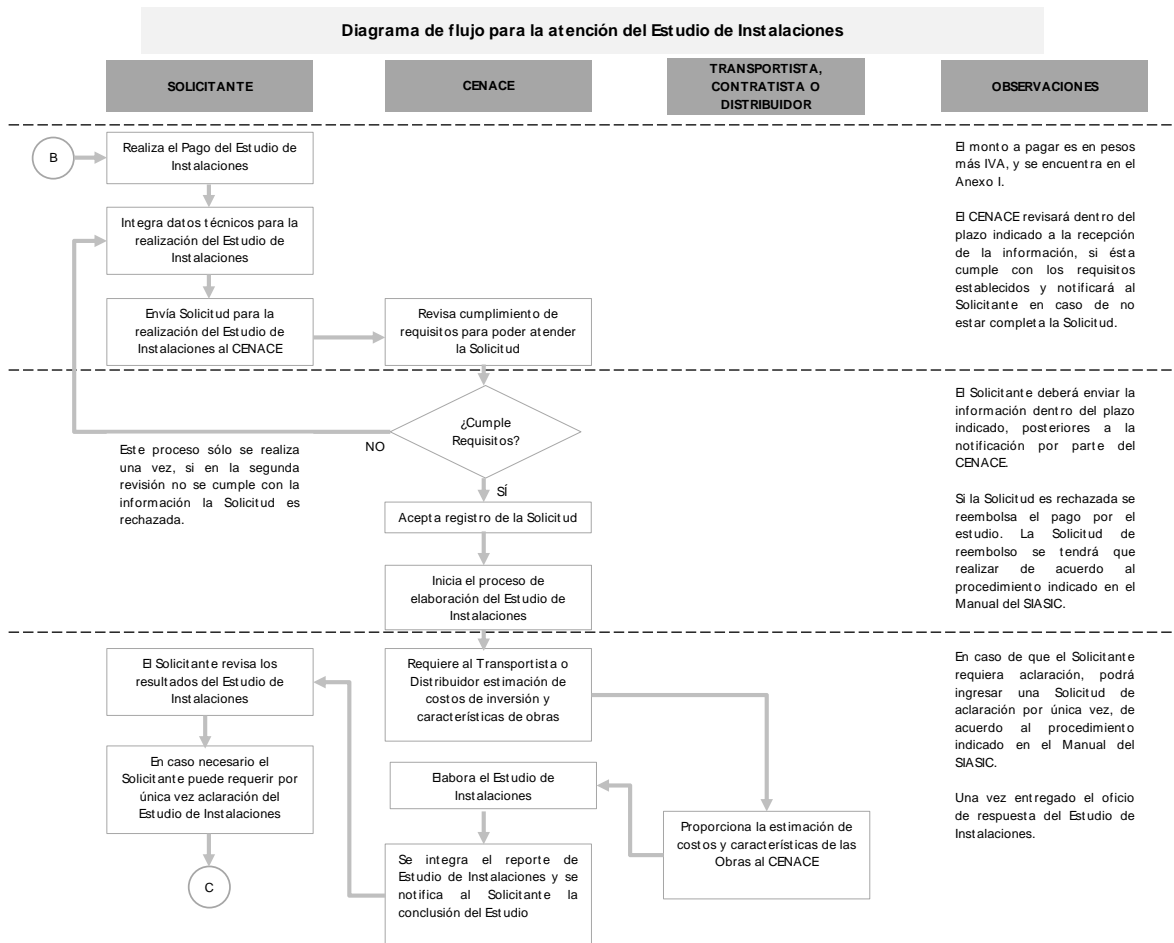 Diagrama de flujo para la atención del Estudio de Instalaciones
SOLICITANTE
CENACE
TRANSPORTISTA,
CONTRATISTA O
DISTRIBUIDOR
OBSERVACIONES
B
Realiza el Pago del Estudio de
Instalaciones
Integra datos técnicos para la
realización del Estudio de
Instalaciones
Envía Solicitud para la
realización del Estudio de
Instalaciones al CENACE
Revisa cumplimiento de
requisitos para poder atender
la Solicitud
El monto a pagar es en pesos
más IVA, y se encuentra en el
Anexo I.
El CENACE revisará dentro del
plazo indicado a la recepción
de la información, si ésta
cumple con los requisitos
establecidos y notificará al
Solicitante en caso de no
estar completa la Solicitud.
¿Cumple
Requisitos?
NO
SÍ
Este proceso sólo se realiza
una vez, si en la segunda
revisión no se cumple con la
información la Solicitud es
rechazada.
Acepta registro de la Solicitud
Inicia el proceso de
elaboración del Estudio de
Instalaciones
El Solicitante deberá enviar la
información dentro del plazo
indicado, posteriores a la
notificación por parte del
CENACE.
Si la Solicitud es rechazada se
reembolsa el pago por el
estudio. La Solicitud de
reembolso se tendrá que
realizar de acuerdo al
procedimiento indicado en el
Manual del SIASIC.
El Solicitante revisa los
resultados del Estudio de
Instalaciones
En caso necesario el
Solicitante puede requerir por
única vez aclaración del
Estudio de Instalaciones
C
Requiere al Transportista o
Distribuidor estimación de
costos de inversión y
características de obras
Elabora el Estudio de
Instalaciones
Se integra el reporte de
Estudio de Instalaciones y se
notifica al Solicitante la
conclusión del Estudio
Proporciona la estimación de
costos y características de las
Obras al CENACE
En caso de que el Solicitante
requiera aclaración, podrá
ingresar una Solicitud de
aclaración por única vez, de
acuerdo al procedimiento
indicado en el Manual del
SIASIC.
Una vez entregado el oficio
de respuesta del Estudio de
Instalaciones.